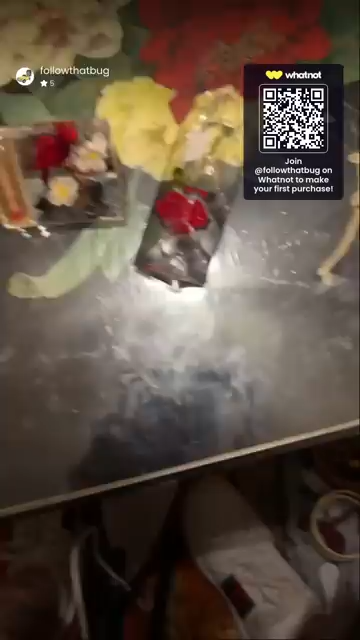 followthatbug
★5
whatnot
Join
@followthatbug on
Whatnot to make
your first purchase!